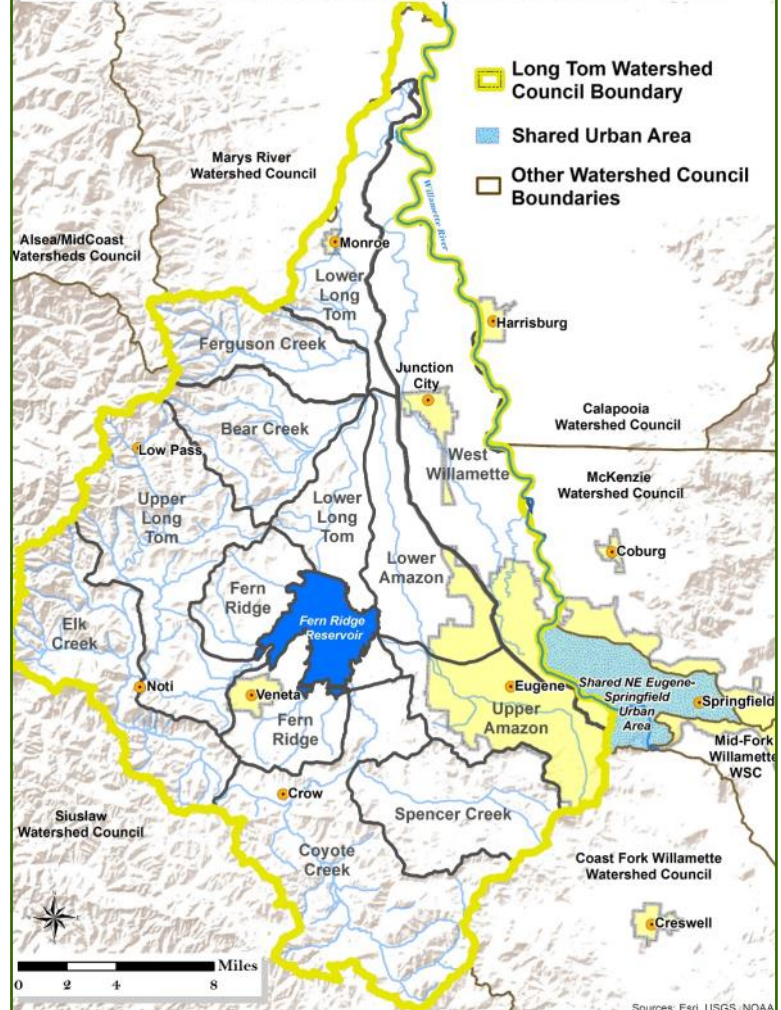 Long Tom Watershed
Council Boundary
Shared Urban Area
Other Watershed Council
Boundaries
Marys River
Watershed Council
Willamette River
Alsea/MidCoast
Watersheds Council
Monroe
Lower
Long
Tom
Harrisburg
Ferguson Creek
Junction
City
Calapooia
Watershed Council
Bear Creek
Low Pass
West
Willamette
McKenzie
Watershed Council
Upper
Long
Tom
Lower
Long
Tom
Coburg
Lower
Amazon
Fern
Ridge
Fern Ridge
Reservoir
Elk
Creek
Noti
Veneta
Eugene
Shared NE Eugene-
Springfield
Urban
Area
Springfield
Upper
Amazon
Fern
Ridge
Mid-Fork
Willamette
WSC
Crow
Spencer Creek
Siuslaw
Watershed Council
Coyote
Creek
Coast Fork Willamette
Watershed Council
Creswell
Miles
0 2 4 8
Sources: Esri, USGS, NOAA